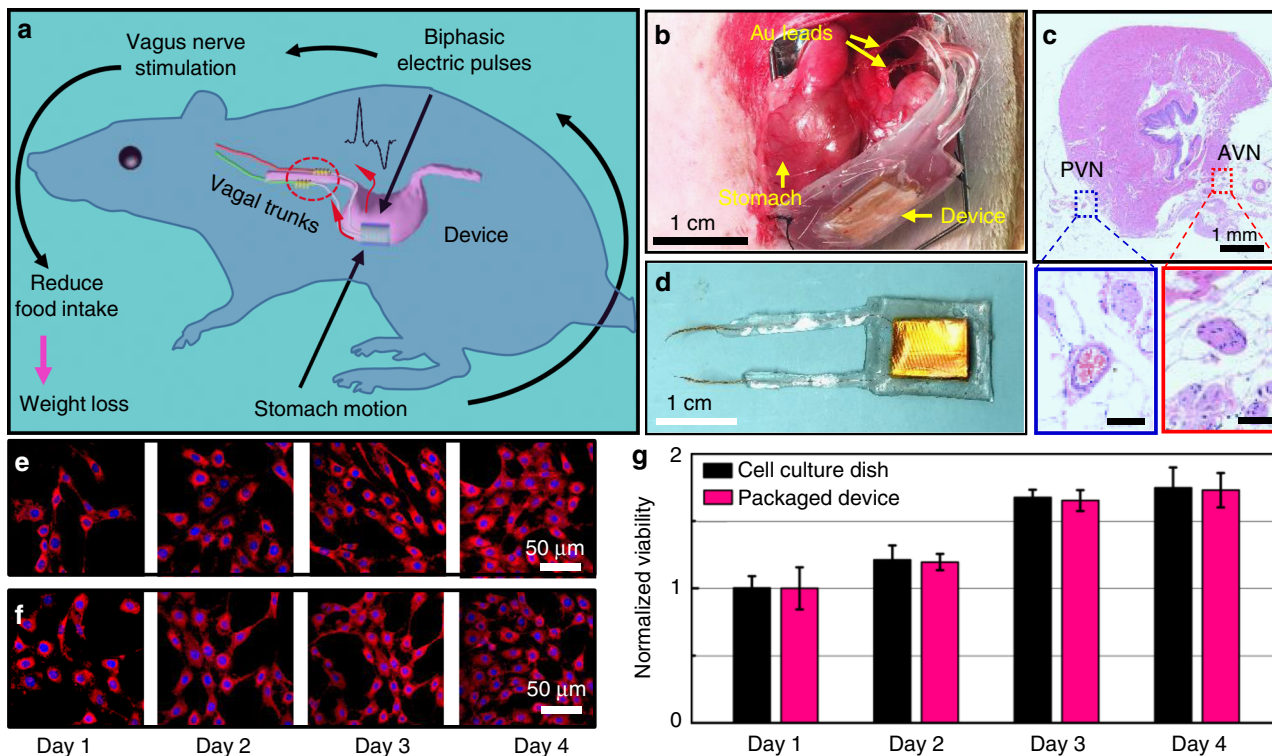 a
Vagus nerve
stimulation
Biphasic
electric pulses
Vagal trunks
Device
Reduce
food intake
Weight loss
Stomach motion
b
Au leads
Stomach
Device
1 cm
c
PVN
AVN
1 mm
d
1 cm
e
50 μm
f
50 μm
Day 1
Day 2
Day 3
Day 4
g
Cell culture dish
Packaged device
Normalized viability
2
1
0
Day 1
Day 2
Day 3
Day 4